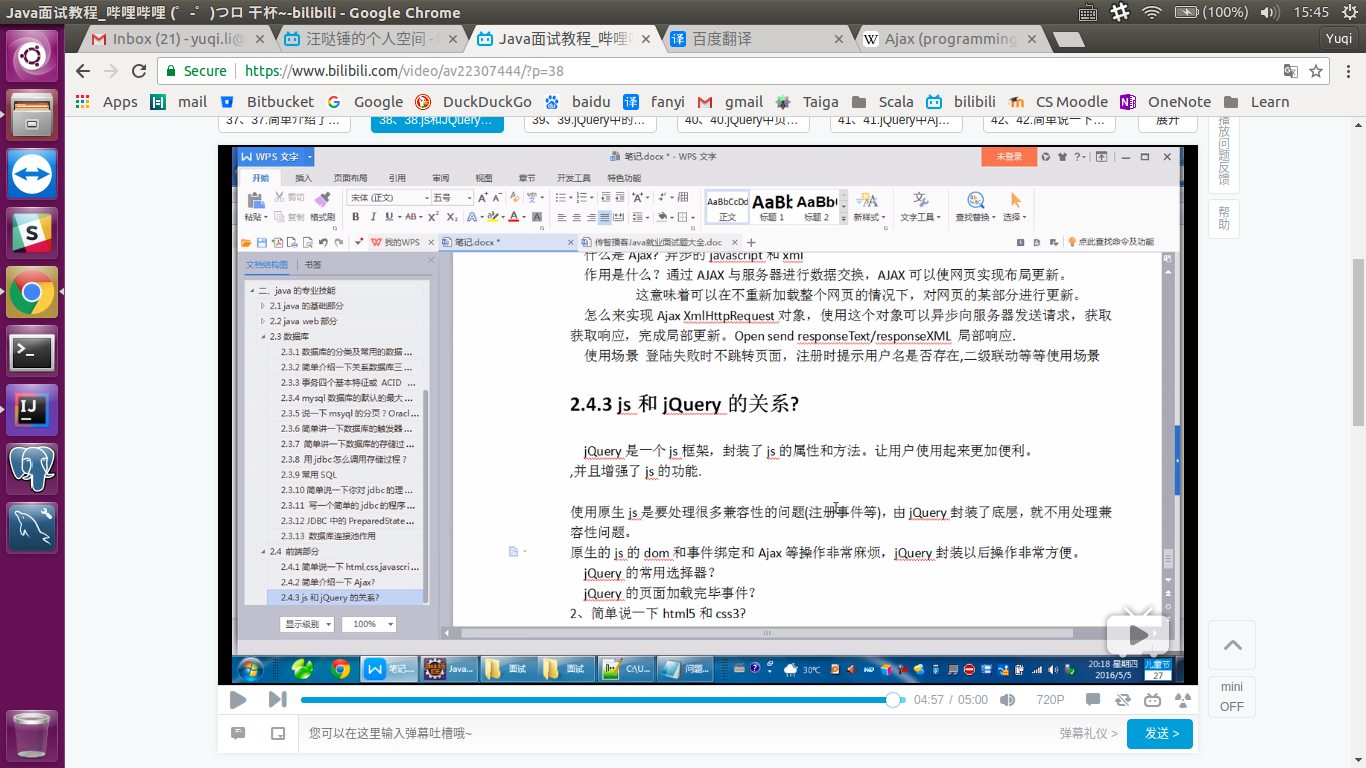 Java面试教程_哔哩哔哩 (゜-゜)つロ 干杯~-bilibili - Google Chrome
(100%)
15:45
Inbox (21) - yuqi.li@
汪哒锤的个人空间 -
Java面试教程_哔哩哔
百度翻译
Ajax (programming
Yuqi
Secure
https://www.bilibili.com/video/av22307444/?p=38
Apps
mail
Bitbucket
Google
DuckDuckGo
baidu
fanyi
gmail
Taiga
Scala
bilibili
CS Moodle
OneNote
Learn
37、37.简单介绍了...
38、38.js和jQuery...
39、39.jQuery中的...
40、40.jQuery中页...
41、41.jQuery中Aj...
42、42.简单说一下...
展开
播放问题反馈
帮助
WPS 文字
笔记.docx * - WPS 文字
未登录
开始
插入
页面布局
引用
审阅
视图
章节
开发工具
特色功能
粘贴
剪切
复制
格式刷
宋体 (正文)
五号
AaBbCcDd
正文
AaBb
标题 1
AaBb(
标题 2
新样式
文字工具
查找替换
选择
我的WPS
笔记.docx *
传智播客Java就业面试题大全.doc
点此查找命令及功能
文档结构图
书签
二、java 的专业技能
2.1 java 的基础部分
2.2 java web 部分
2.3 数据库
2.3.1 数据库的分类及常用的数据 ...
2.3.2 简单介绍一下关系数据库三 ...
2.3.3 事务四个基本特征或 ACID ...
2.3.4 mysql 数据库的默认的最大 ...
2.3.5 说一下 msyql 的分页？Oracl...
2.3.6 简单讲一下数据库的触发器 ...
2.3.7 简单讲一下数据库的存储过 ...
2.3.8 用 jdbc 怎么调用存储过程？
2.3.9 常用 SQL
2.3.10 简单说一下你对 jdbc 的理 ...
2.3.11 写一个简单的 jdbc 的程序 ...
2.3.12 JDBC 中的 PreparedState...
2.3.13 数据库连接池作用
2.4 前端部分
2.4.1 简单说一下 html,css,javascri...
2.4.2 简单介绍一下 Ajax?
2.4.3 js 和 jQuery 的关系?
显示级别
100%
什么是 Ajax？异步的 javascript 和 xml
作用是什么？通过 AJAX 与服务器进行数据交换，AJAX 可以使网页实现布局更新。
这意味着可以在不重新加载整个网页的情况下，对网页的某部分进行更新。
怎么来实现 Ajax XmlHttpRequest 对象，使用这个对象可以异步向服务器发送请求，获取
获取响应，完成局部更新。Open send responseText/responseXML 局部响应.
使用场景 登陆失败时不跳转页面，注册时提示用户名是否存在,二级联动等等使用场景
2.4.3 js 和 jQuery 的关系?
jQuery 是一个 js 框架，封装了 js 的属性和方法。让用户使用起来更加便利。
,并且增强了 js 的功能.
使用原生 js 是要处理很多兼容性的问题(注册事件等)，由 jQuery 封装了底层，就不用处理兼
容性问题。
原生的 js 的 dom 和事件绑定和 Ajax 等操作非常麻烦，jQuery 封装以后操作非常方便。
jQuery 的常用选择器？
jQuery 的页面加载完毕事件？
2、简单说一下 html5 和 css3?
笔记....
Java...
面试
面试
C:\U...
问题...
30℃
20:18 星期四
2016/5/5
儿童节
27
04:57 / 05:00
720P
您可以在这里输入弹幕吐槽哦~
弹幕礼仪 >
发送 >
mini
OFF